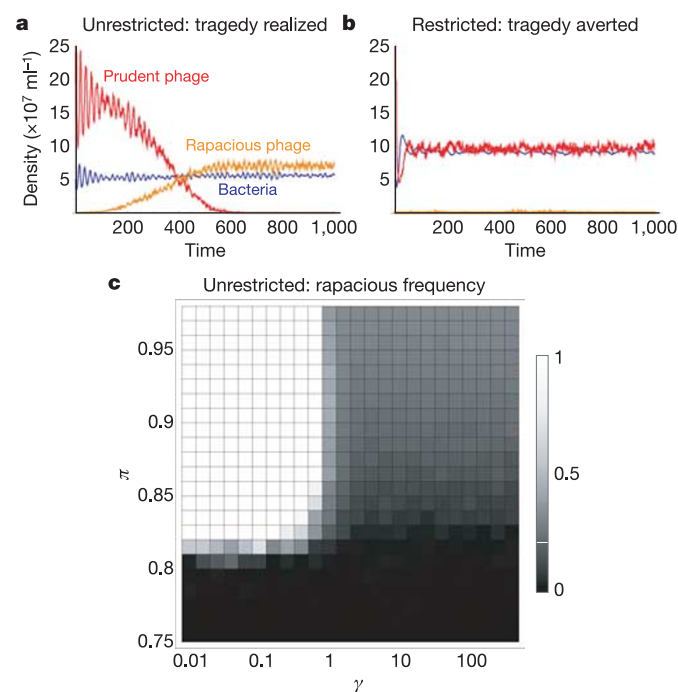 a Unrestricted: tragedy realized
25
20
15
10
5
Density (×10⁷ ml⁻¹)
Prudent phage
Rapacious phage
Bacteria
200 400 600 800 1,000
Time
b Restricted: tragedy averted
25
20
15
10
5
200 400 600 800 1,000
Time
c Unrestricted: rapacious frequency
0.95
0.9
0.85
0.8
0.75
π
0.01 0.1 1 10 100
γ
1
0.5
0